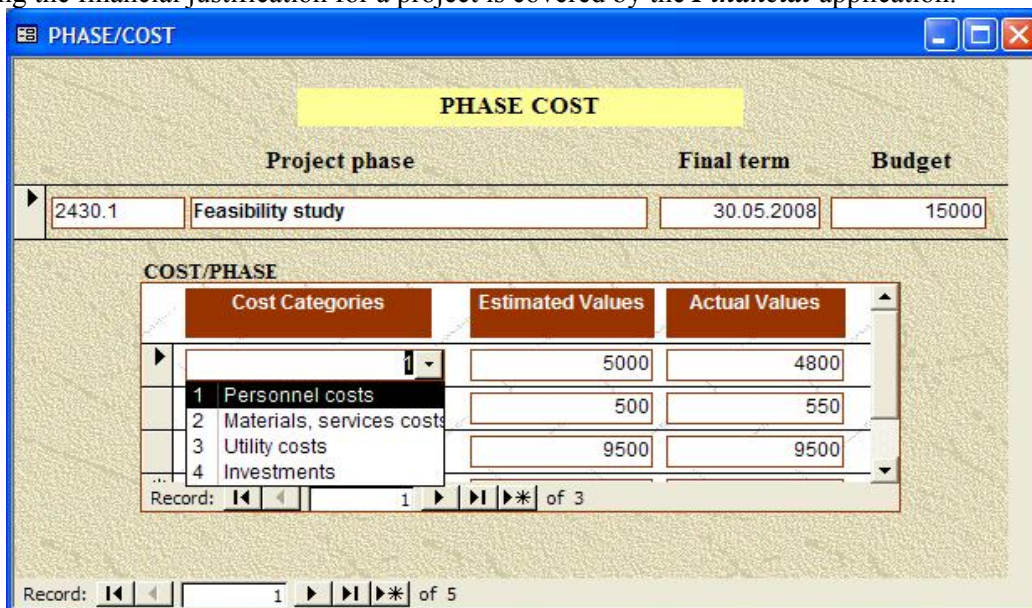 ng the financial justification for a project is covered by the Financial application.
PHASE/COST
PHASE COST
Project phase Final term Budget
2430.1 Feasibility study 30.05.2008 15000
COST/PHASE
Cost Categories Estimated Values Actual Values
1 5000 4800
1 Personnel costs
2 Materials, services costs 500 550
3 Utility costs 9500 9500
4 Investments
Record: 1 of 3
Record: 1 of 5